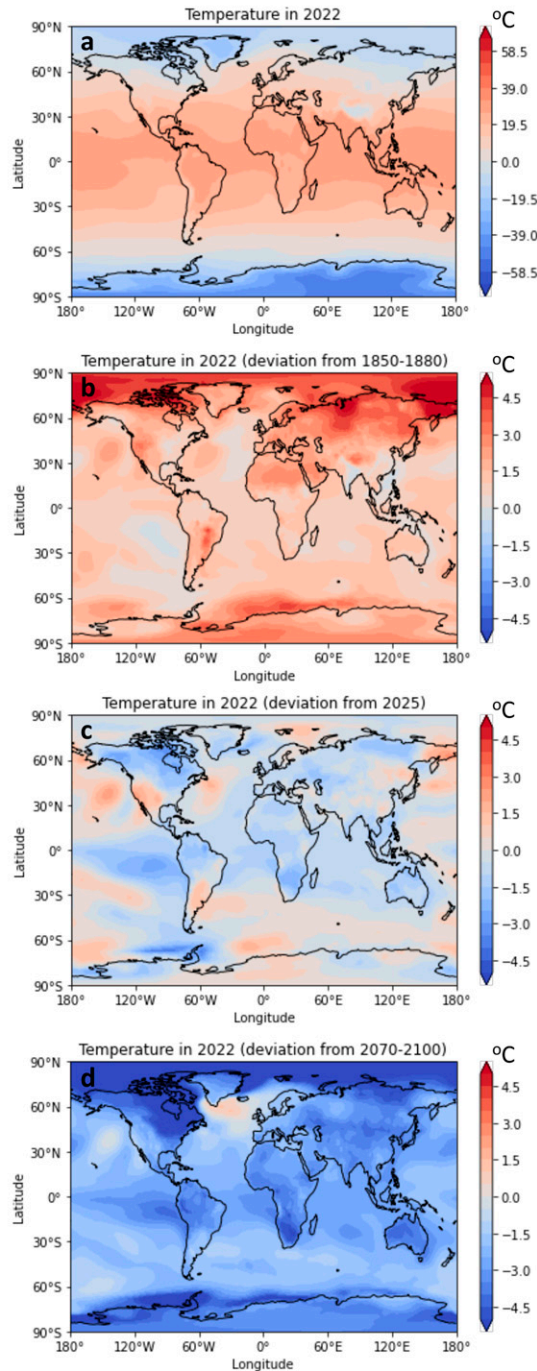 Temperature in 2022
°C
a
90°N
60°N
30°N
0°
30°S
60°S
90°S
Latitude
180° 120°W 60°W 0° 60°E 120°E 180°
Longitude
58.5
39.0
19.5
0.0
−19.5
−39.0
−58.5
Temperature in 2022 (deviation from 1850-1880)
°C
b
90°N
60°N
30°N
0°
30°S
60°S
90°S
Latitude
180° 120°W 60°W 0° 60°E 120°E 180°
Longitude
4.5
3.0
1.5
0.0
−1.5
−3.0
−4.5
Temperature in 2022 (deviation from 2025)
°C
c
90°N
60°N
30°N
0°
30°S
60°S
90°S
Latitude
180° 120°W 60°W 0° 60°E 120°E 180°
Longitude
4.5
3.0
1.5
0.0
−1.5
−3.0
−4.5
Temperature in 2022 (deviation from 2070-2100)
°C
d
90°N
60°N
30°N
0°
30°S
60°S
90°S
Latitude
180° 120°W 60°W 0° 60°E 120°E 180°
Longitude
4.5
3.0
1.5
0.0
−1.5
−3.0
−4.5